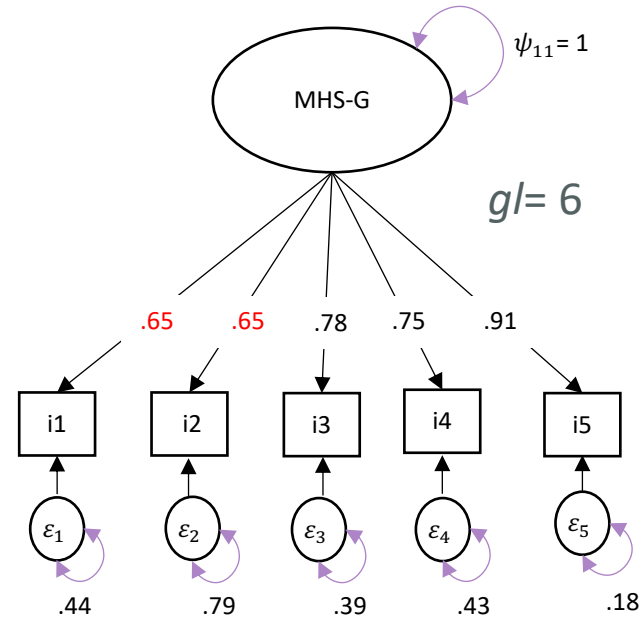 ψ₁₁= 1
MHS-G
gl= 6
.65 .65 .78 .75 .91
i1 i2 i3 i4 i5
ε₁ ε₂ ε₃ ε₄ ε₅
.44 .79 .39 .43 .18